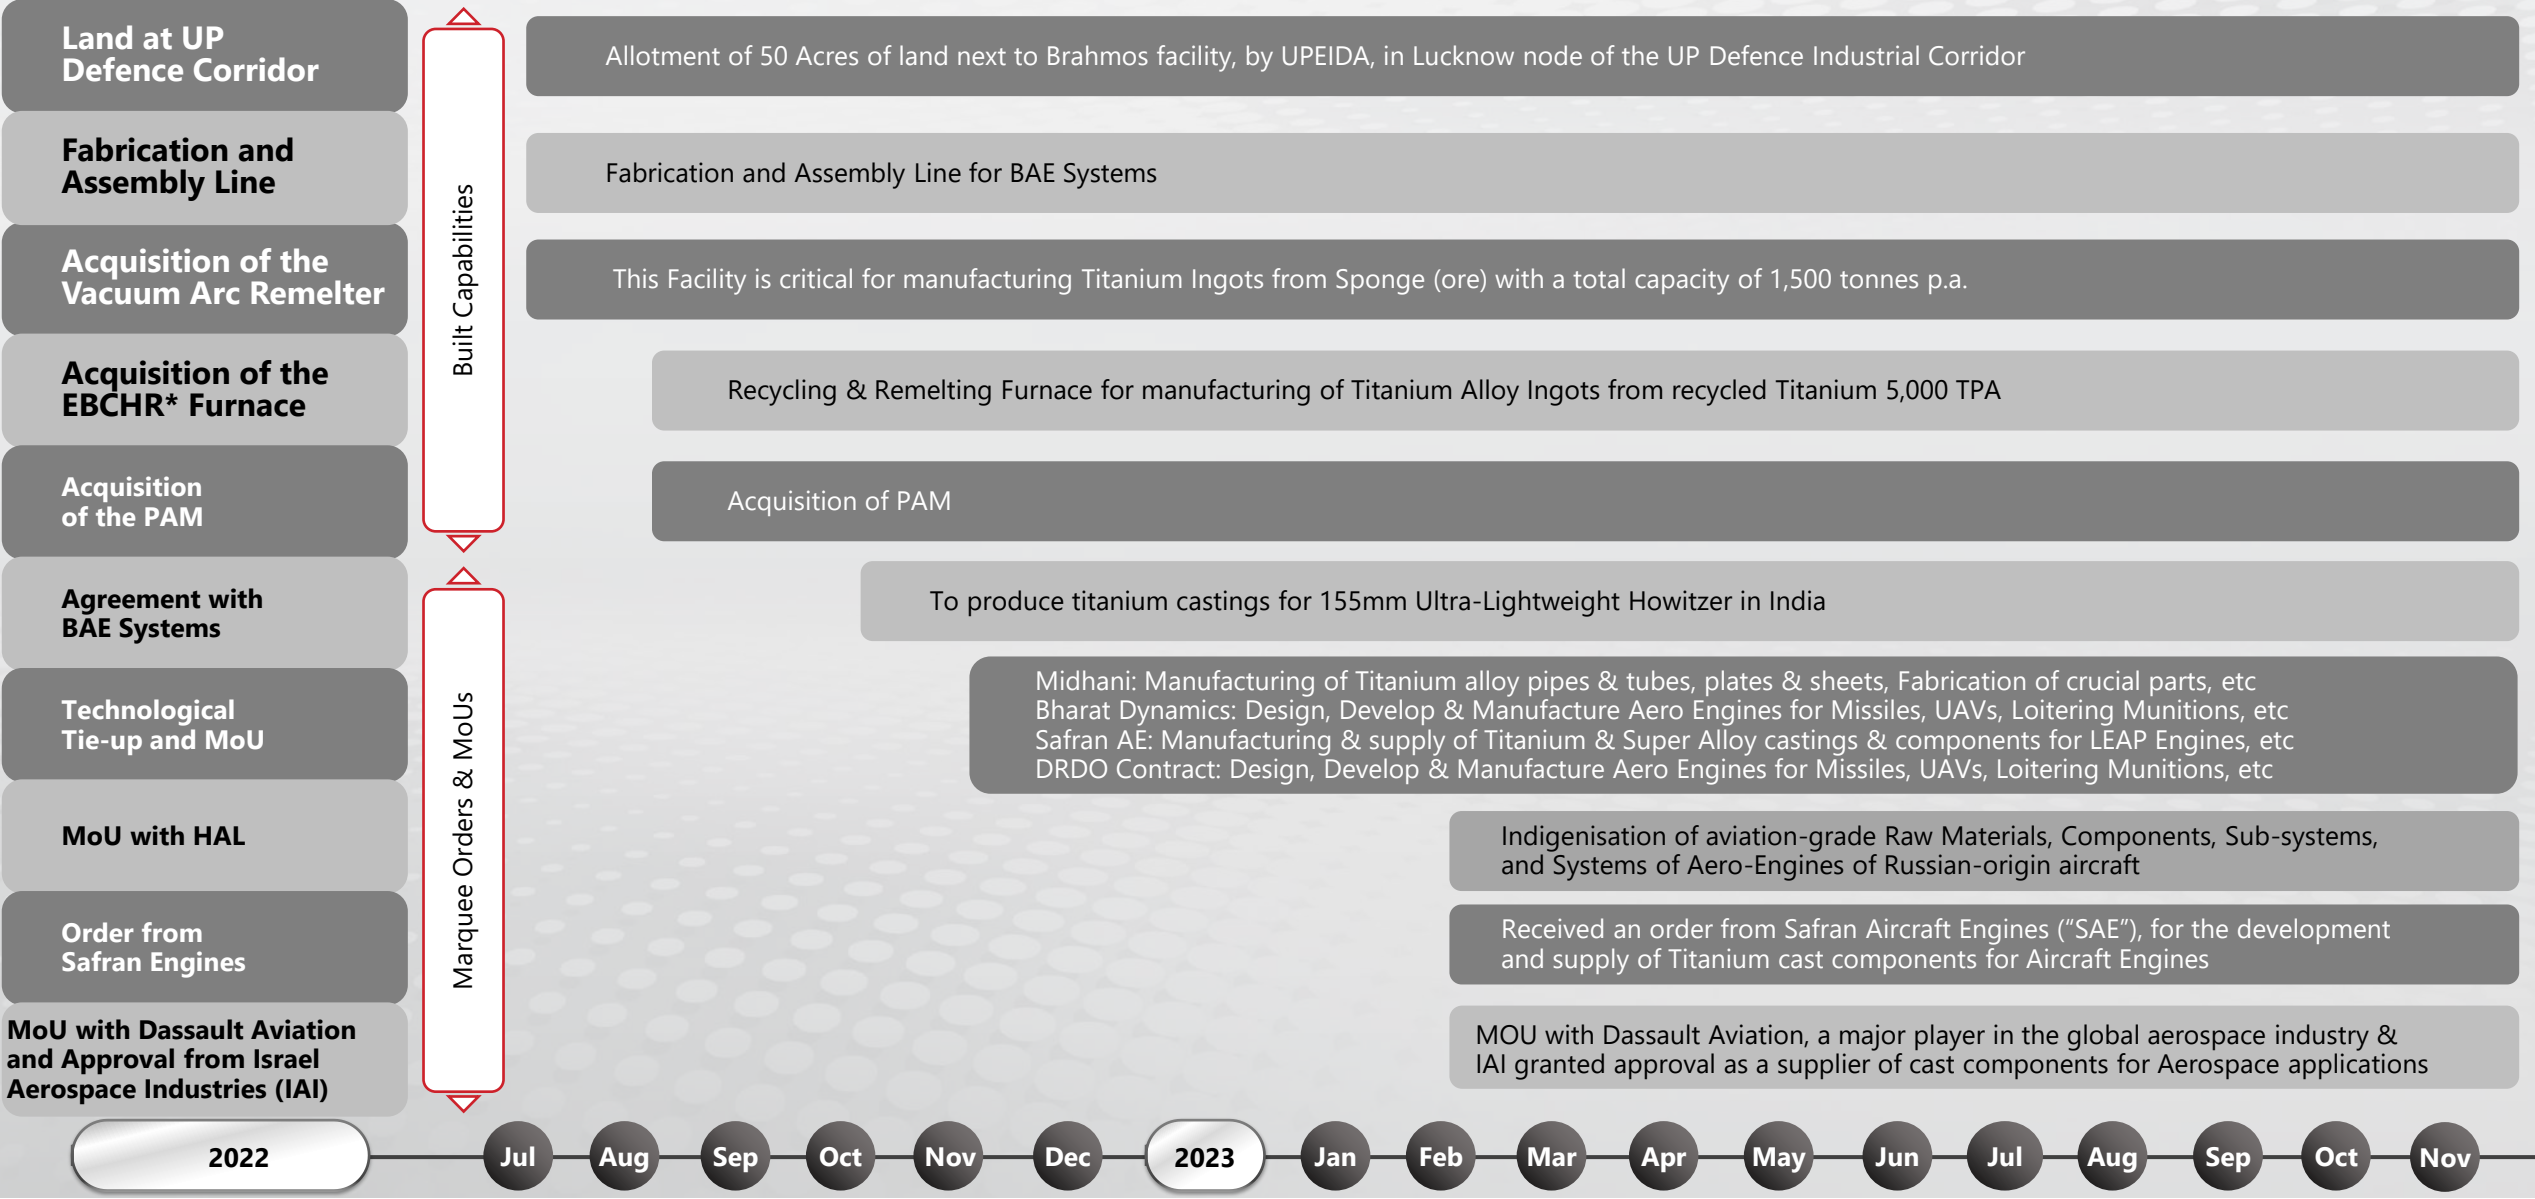 Land at UP
Defence Corridor
Allotment of 50 Acres of land next to Brahmos facility, by UPEIDA, in Lucknow node of the UP Defence Industrial Corridor
Fabrication and
Assembly Line
Fabrication and Assembly Line for BAE Systems
Acquisition of the
Vacuum Arc Remelter
This Facility is critical for manufacturing Titanium Ingots from Sponge (ore) with a total capacity of 1,500 tonnes p.a.
Acquisition of the
EBCHR* Furnace
Recycling & Remelting Furnace for manufacturing of Titanium Alloy Ingots from recycled Titanium 5,000 TPA
Acquisition
of the PAM
Acquisition of PAM
Built Capabilities
Agreement with
BAE Systems
To produce titanium castings for 155mm Ultra-Lightweight Howitzer in India
Technological
Tie-up and MoU
Midhani: Manufacturing of Titanium alloy pipes & tubes, plates & sheets, Fabrication of crucial parts, etc
Bharat Dynamics: Design, Develop & Manufacture Aero Engines for Missiles, UAVs, Loitering Munitions, etc
Safran AE: Manufacturing & supply of Titanium & Super Alloy castings & components for LEAP Engines, etc
DRDO Contract: Design, Develop & Manufacture Aero Engines for Missiles, UAVs, Loitering Munitions, etc
MoU with HAL
Indigenisation of aviation-grade Raw Materials, Components, Sub-systems,
and Systems of Aero-Engines of Russian-origin aircraft
Order from
Safran Engines
Received an order from Safran Aircraft Engines (“SAE”), for the development
and supply of Titanium cast components for Aircraft Engines
MoU with Dassault Aviation
and Approval from Israel
Aerospace Industries (IAI)
MOU with Dassault Aviation, a major player in the global aerospace industry &
IAI granted approval as a supplier of cast components for Aerospace applications
Marquee Orders & MoUs
2022 Jul Aug Sep Oct Nov Dec 2023 Jan Feb Mar Apr May Jun Jul Aug Sep Oct Nov